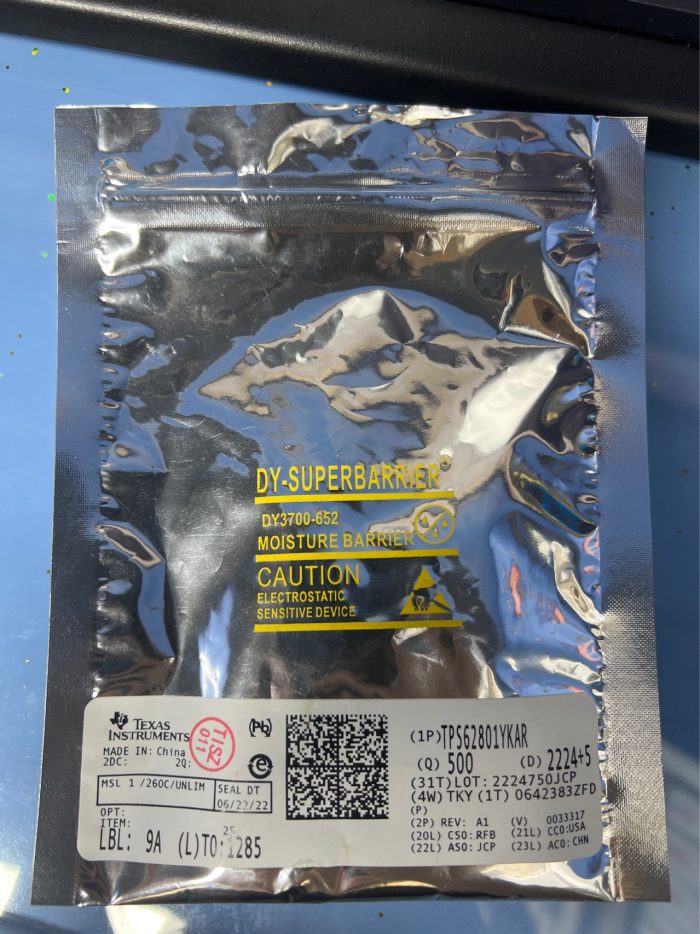 DY-SUPERBARRIER®
DY3700-652
MOISTURE BARRIER
CAUTION
ELECTROSTATIC
SENSITIVE DEVICE
TEXAS
INSTRUMENTS
MADE IN: China
2DC: 2Q:
TISZ
011
Pb
e
MSL 1 /260C/UNLIM
SEAL DT
06/22/22
OPT:
ITEM:
LBL: 9A (L)TO:1285
(1P)TPS62801YKAR
(Q) 500 (D) 2224+5
(31T)LOT: 2224750JCP
(4W) TKY (1T) 0642383ZFD
(P)
(2P) REV: A1 (V) 0033317
(20L) CSO:RFB (21L) CCO:USA
(22L) ASO: JCP (23L) ACO:CHN